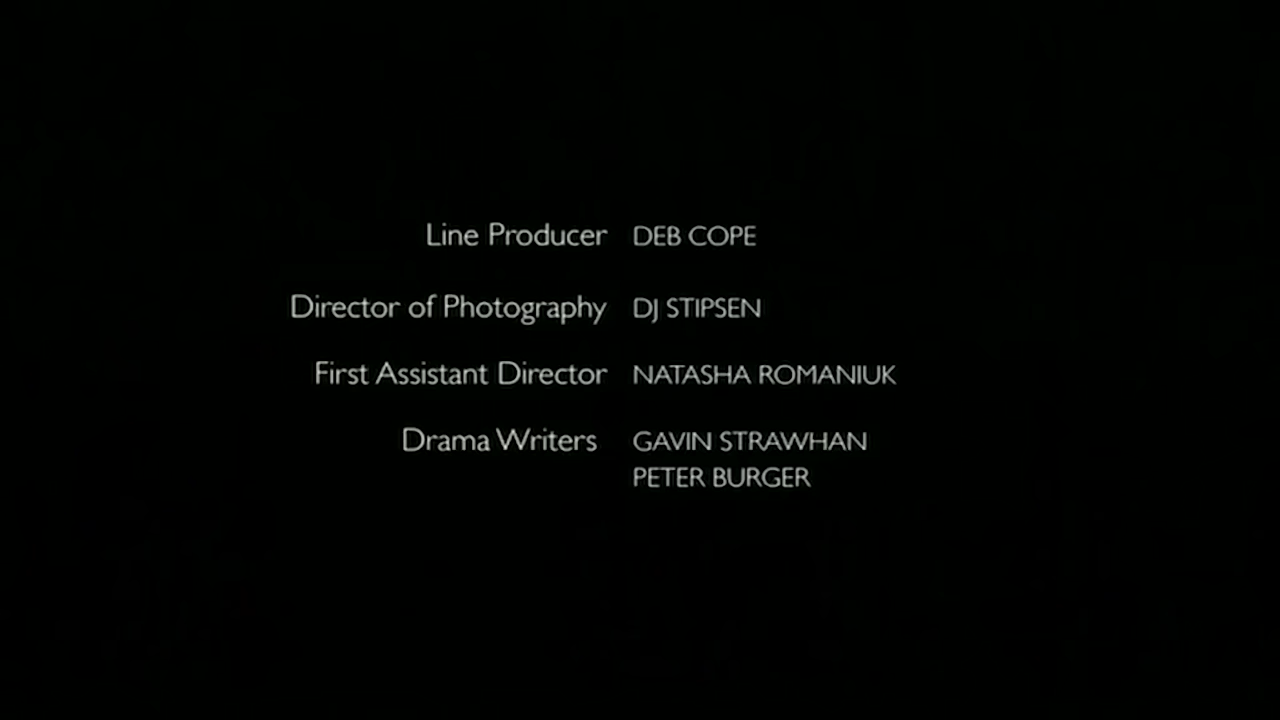 Line Producer DEB COPE
Director of Photography DJ STIPSEN
First Assistant Director NATASHA ROMANIUK
Drama Writers GAVIN STRAWHAN
PETER BURGER